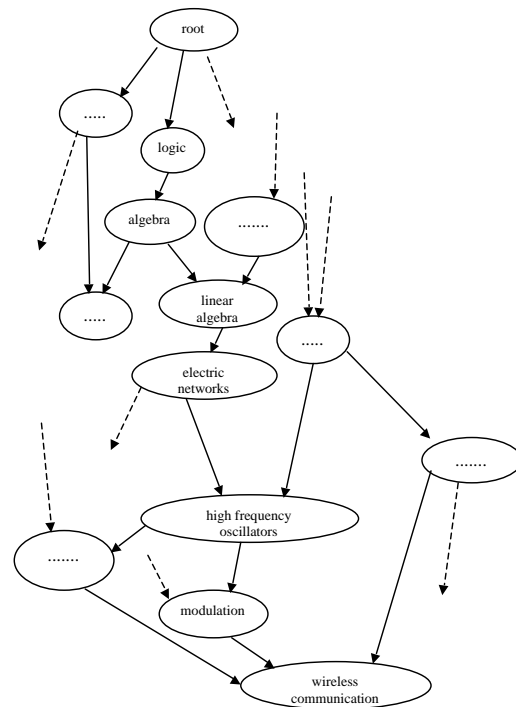 root
.....
logic
algebra
.......
linear
algebra
.....
.....
electric
networks
.......
high frequency
oscillators
.......
modulation
wireless
communication